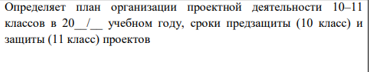 Определяет план организации проектной деятельности 10–11
классов в 20__/__ учебном году, сроки предзащиты (10 класс) и
защиты (11 класс) проектов